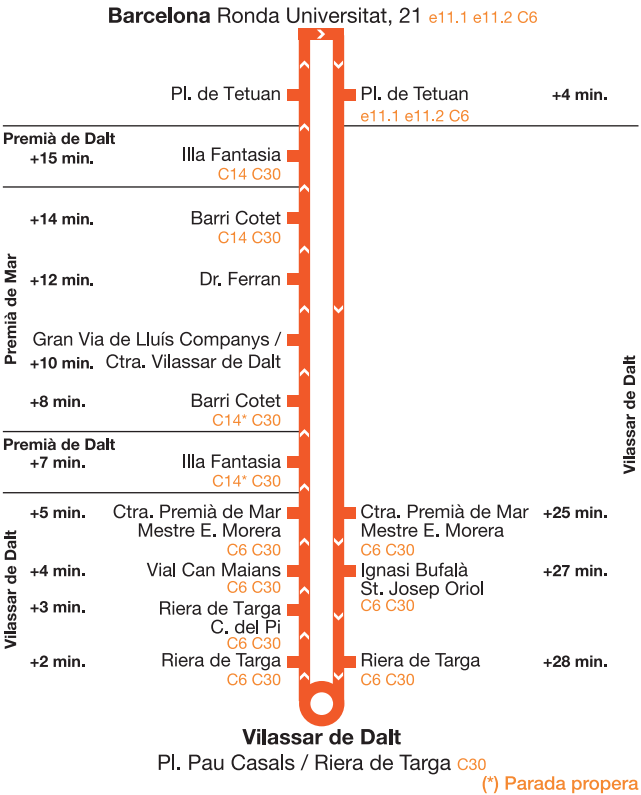 Barcelona Ronda Universitat, 21 e11.1 e11.2 C6
Pl. de Tetuan
Pl. de Tetuan +4 min.
e11.1 e11.2 C6
Premià de Dalt
+15 min. Illa Fantasia
C14 C30
Premià de Mar
+14 min. Barri Cotet
C14 C30
+12 min. Dr. Ferran
Gran Via de Lluís Companys /
+10 min. Ctra. Vilassar de Dalt
+8 min. Barri Cotet
C14* C30
Premià de Dalt
+7 min. Illa Fantasia
C14* C30
Vilassar de Dalt
+5 min. Ctra. Premià de Mar
Mestre E. Morera
C6 C30
+4 min. Vial Can Maians
C6 C30
+3 min. Riera de Targa
C. del Pi
C6 C30
+2 min. Riera de Targa
C6 C30
Vilassar de Dalt
Ctra. Premià de Mar +25 min.
Mestre E. Morera
C6 C30
Ignasi Bufalà +27 min.
St. Josep Oriol
C6 C30
Riera de Targa +28 min.
C6 C30
Vilassar de Dalt
Pl. Pau Casals / Riera de Targa C30
(*) Parada propera